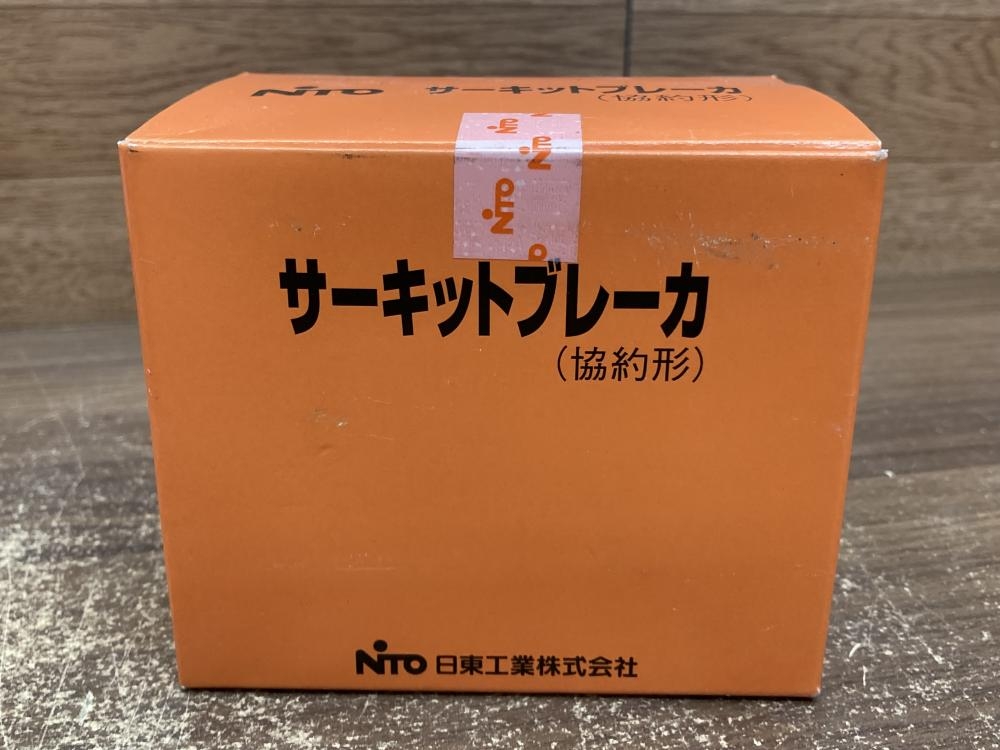 NITO サーキットブレーカ
(協約形)
NITO
サーキットブレーカ
(協約形)
NITO 日東工業株式会社